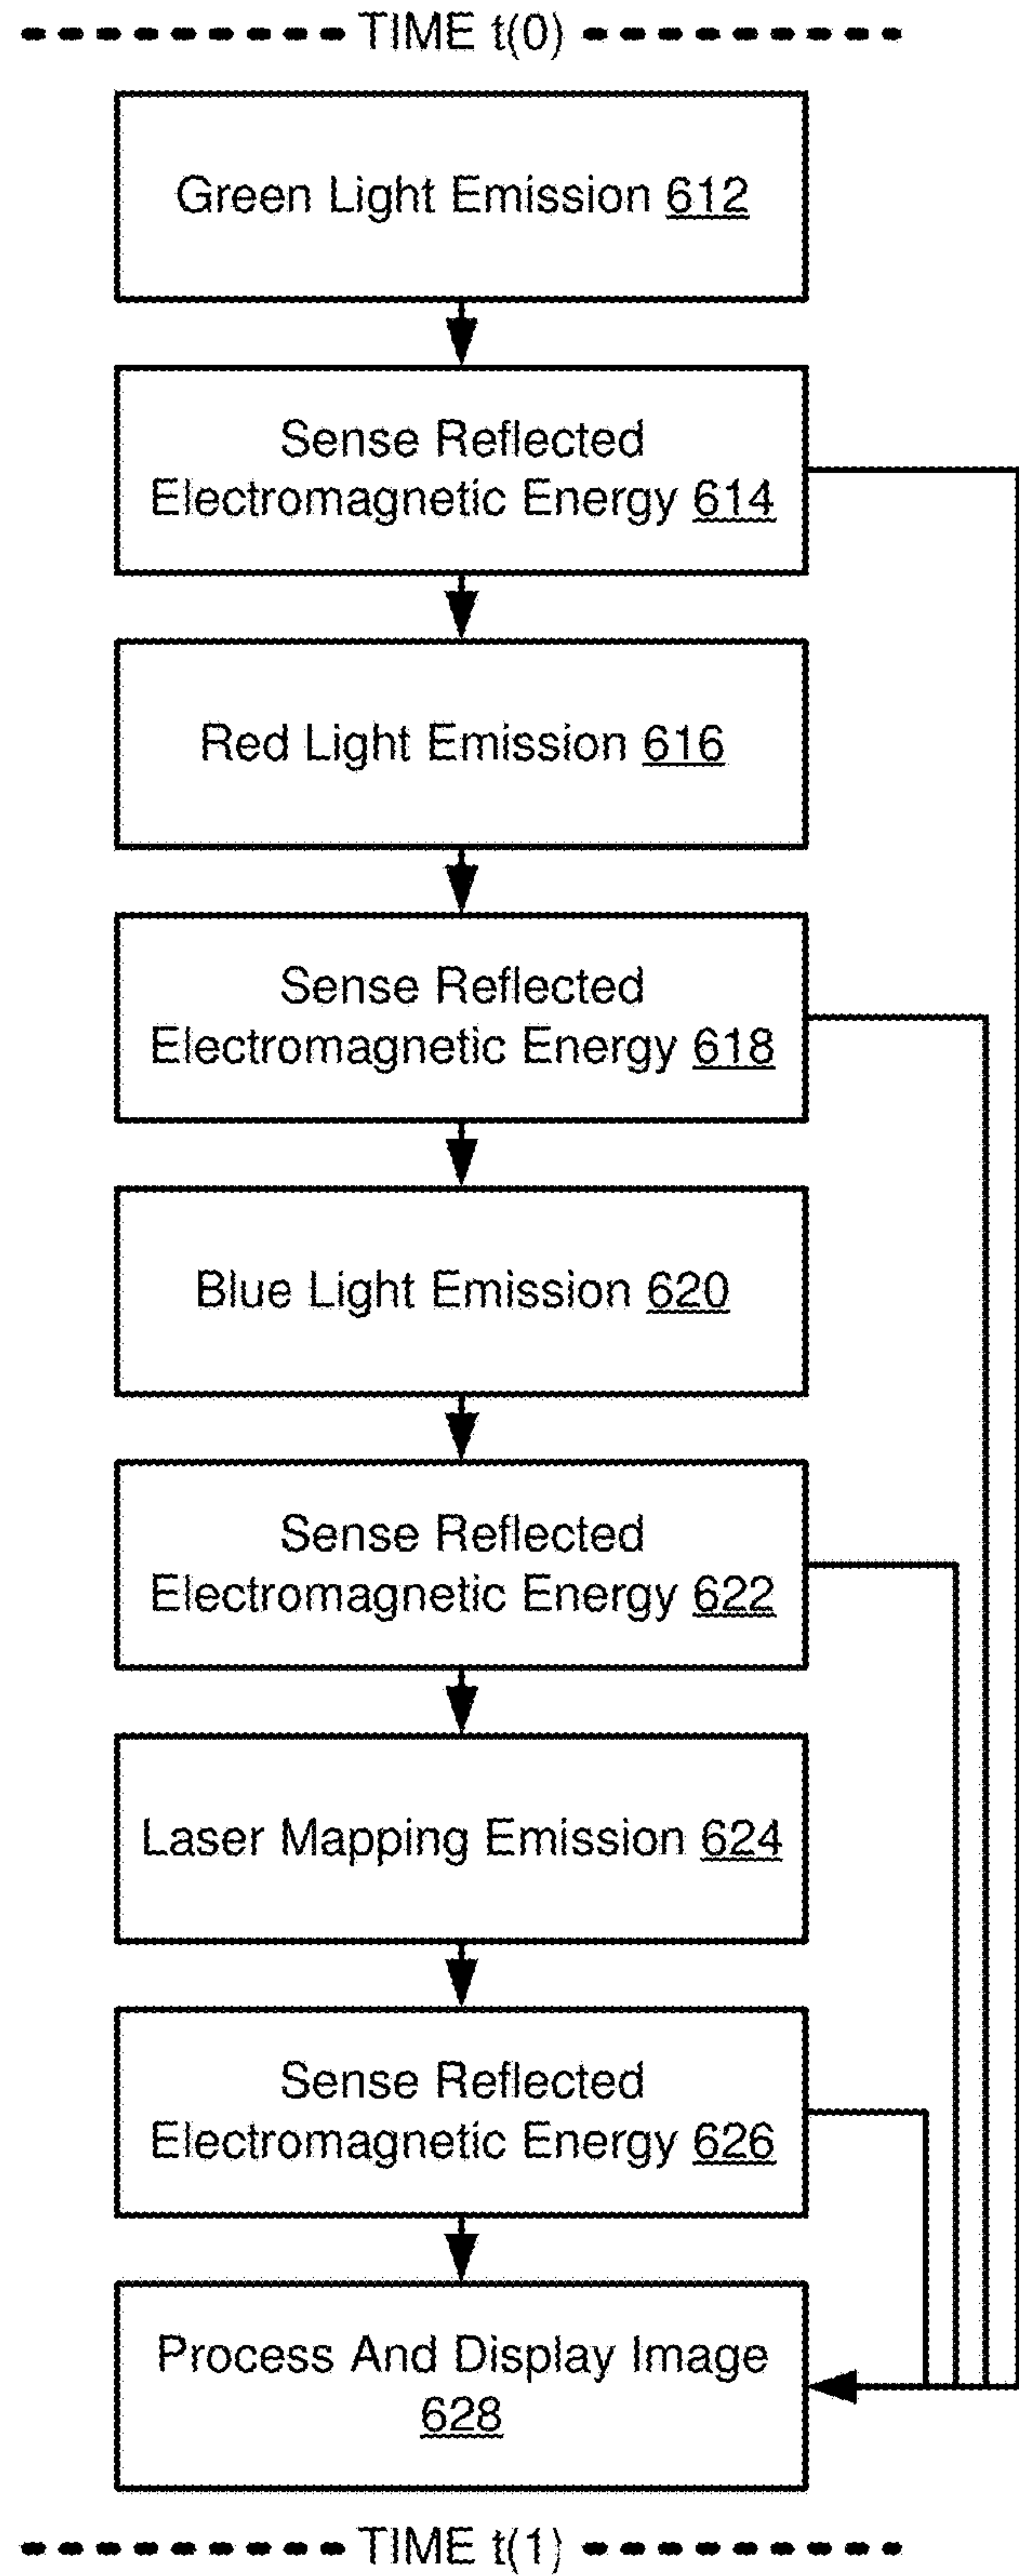 TIME t(0)
Green Light Emission 612
Sense Reflected
Electromagnetic Energy 614
Red Light Emission 616
Sense Reflected
Electromagnetic Energy 618
Blue Light Emission 620
Sense Reflected
Electromagnetic Energy 622
Laser Mapping Emission 624
Sense Reflected
Electromagnetic Energy 626
Process And Display Image
628
TIME t(1)